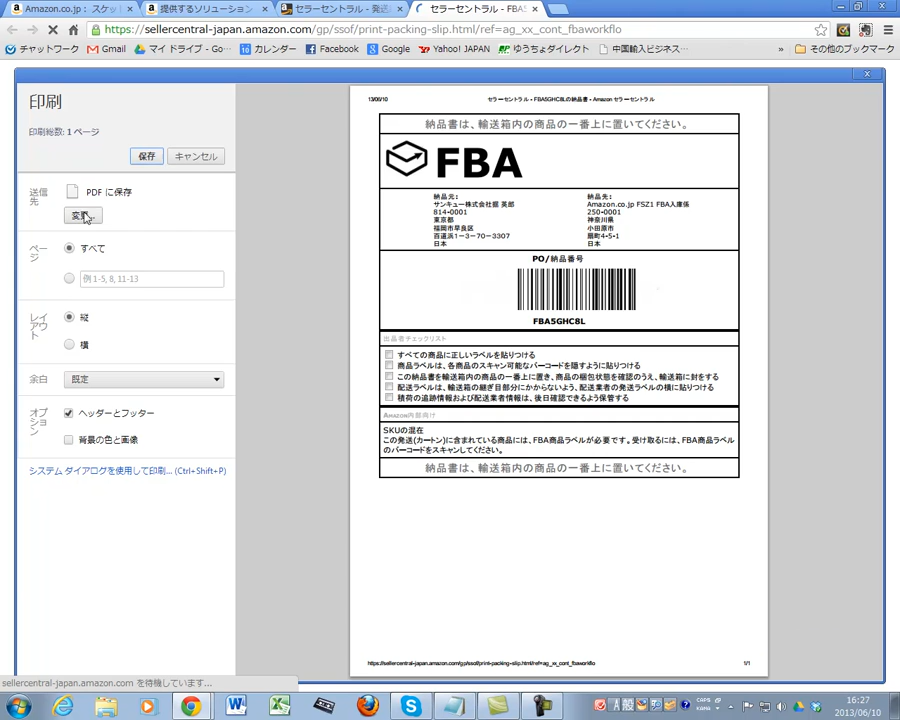 Amazon.co.jp : スケッ
提供するソリューション
セラーセントラル - 発送
セラーセントラル - FBA5
https://sellercentral-japan.amazon.com/gp/ssof/print-packing-slip.html/ref=ag_xx_cont_fbaworkflo
チャットワーク
Gmail
マイ ドライブ - Go…
カレンダー
Facebook
Google
Yahoo! JAPAN
ゆうちょダイレクト
中国輸入ビジネス…
»
その他のブックマーク
印刷
印刷総数: 1 ページ
保存
キャンセル
送信先
PDF に保存
変更...
ページ
すべて
例 1-5, 8, 11-13
レイアウト
縦
横
余白
既定
オプション
ヘッダーとフッター
背景の色と画像
システム ダイアログを使用して印刷... (Ctrl+Shift+P)
13/06/10
セラーセントラル - FBA5GHC8Lの納品書 - Amazon セラーセントラル
納品書は、輸送箱内の商品の一番上に置いてください。
FBA
納品元:
サンキュー株式会社堀 英郎
814-0001
東京都
福岡市早良区
百道浜1-3-70-3307
日本
納品先:
Amazon.co.jp FSZ1 FBA入庫係
250-0001
神奈川県
小田原市
扇町4-5-1
日本
PO/納品番号
FBA5GHC8L
出品者チェックリスト
すべての商品に正しいラベルを貼りつける
商品ラベルは、各商品のスキャン可能なバーコードを隠すように貼りつける
この納品書を輸送箱内の商品の一番上に置き、商品の梱包状態を確認のうえ、輸送箱に封をする
配送ラベルは、輸送箱の継ぎ目部分にかからないよう、配送業者の発送ラベルの横に貼りつける
積荷の追跡情報および配送業者情報は、後日確認できるよう保管する
Amazon内部向け
SKUの混在
この発送(カートン)に含まれている商品には、FBA商品ラベルが必要です。受け取るには、FBA商品ラベル
のバーコードをスキャンしてください。
納品書は、輸送箱内の商品の一番上に置いてください。
https://sellercentral-japan.amazon.com/gp/ssof/print-packing-slip.html/ref=ag_xx_cont_fbaworkflo
1/1
sellercentral-japan.amazon.com を待機しています...
A 般
CAPS
KANA
16:27
2013/06/10